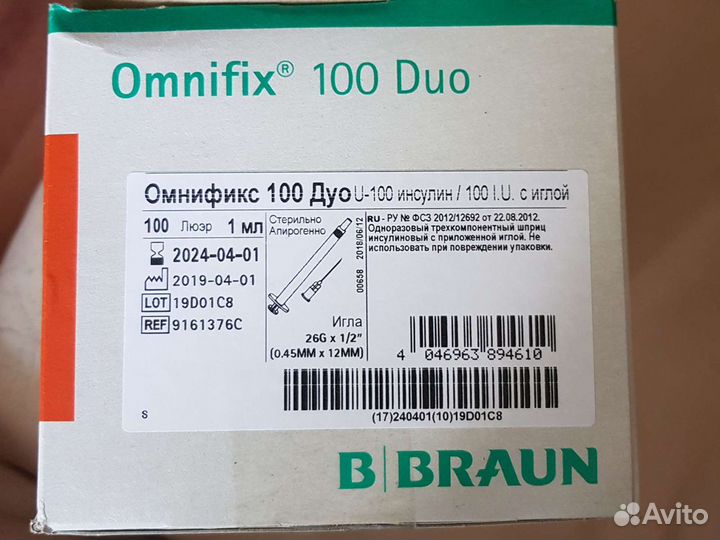 Omnifix® 100 Duo
Омнификс 100 Дуо U-100 инсулин / 100 I.U. с иглой
100 Люэр 1 мл
Стерильно
Апирогенно
2024-04-01
2019-04-01
LOT 19D01C8
REF 9161376C
00658 2018/06/12
Игла
26G x 1/2"
(0.45ММ x 12ММ)
RU - РУ № ФСЗ 2012/12692 от 22.08.2012.
Одноразовый трехкомпонентный шприц
инсулиновый с приложенной иглой. Не
использовать при повреждении упаковки.
4 046963 894610
(17)240401(10)19D01C8
S
B BRAUN
Avito